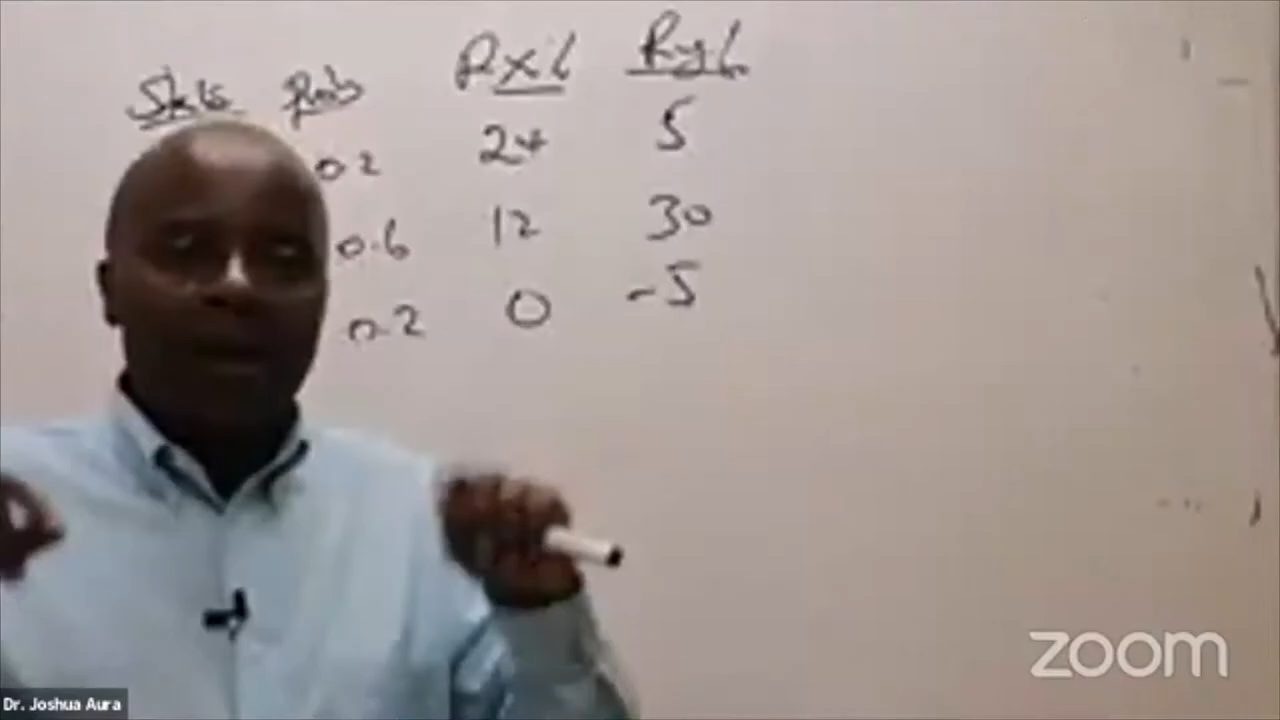 State Prob Rx% Ry%
0.2 24 5
0.6 12 30
0.2 0 -5
zoom
Dr. Joshua Aura